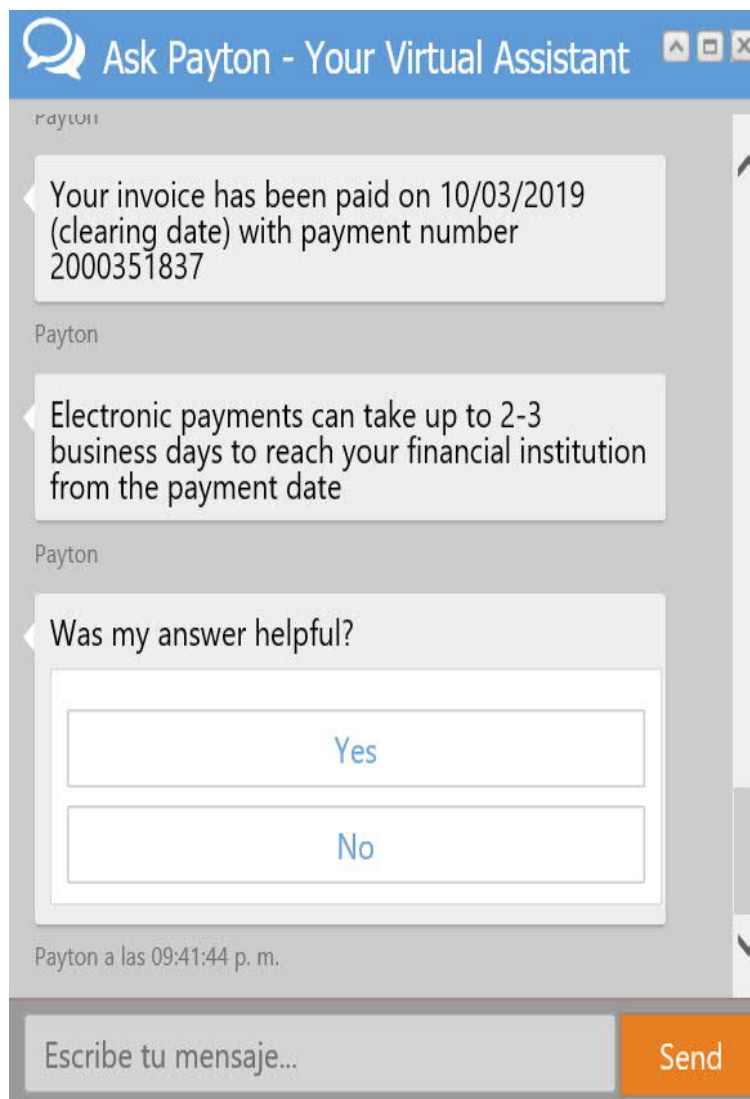 Ask Payton - Your Virtual Assistant
Payton
Your invoice has been paid on 10/03/2019
(clearing date) with payment number
2000351837
Payton
Electronic payments can take up to 2-3
business days to reach your financial institution
from the payment date
Payton
Was my answer helpful?
Yes
No
Payton a las 09:41:44 p. m.
Escribe tu mensaje...
Send